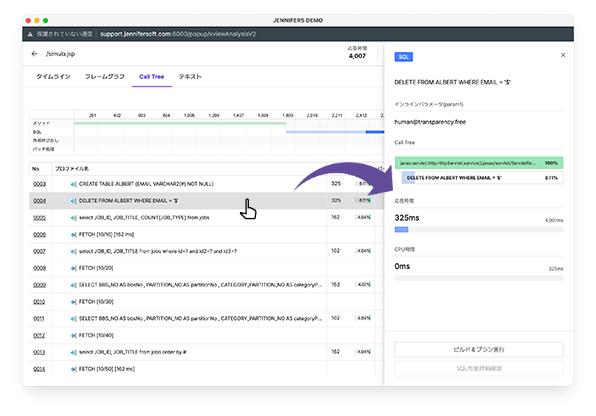 JENNIFER5 DEMO
保護されていない通信 support.jennifersoft.com:8000/popup/xviewAnalysisV2
/simula.jsp
応答時間
4,007
タイムライン フレームグラフ Call Tree テキスト
291 402 803 804 1,005 1,206 1,407 1,608 1,809 2,010 2,211 2,412
メソッド
SQL
外部呼び出し
バッチ処理
No. プロファイル名
0003 CREATE TABLE ALBERT (EMAIL VARCHAR2(#) NOT NULL) 325 8.11%
0004 DELETE FROM ALBERT WHERE EMAIL = '$' 325 8.11%
0005 select JOB_ID, JOB_TITLE, COUNT(JOB_TYPE) from jobs 162 4.04%
0006 FETCH [10/10] [162 ms]
0007 select JOB_ID, JOB_TITLE from jobs where id=? and id2=? and id3=? 162 4.04%
0008 FETCH [10/20]
0009 SELECT BBS_NO AS bbsNo , PARTITION_NO AS partitionNo , CATEGORY_PARTITION_NO AS categoryP... 163 4.07%
0010 FETCH [10/30]
0011 SELECT BBS_NO AS bbsNo , PARTITION_NO AS partitionNo , CATEGORY_PARTITION_NO AS categoryP... 162 4.04%
0012 FETCH [10/40]
0013 select JOB_ID, JOB_TITLE from jobs order by # 162 4.04%
0014 FETCH [10/50] [162 ms]
SQL
DELETE FROM ALBERT WHERE EMAIL = '$'
インラインパラメータ(param1)
human@transparency.free
Call Tree
javax.servlet.http.HttpServlet.service(Ljavax/servlet/ServletRe... 100%
DELETE FROM ALBERT WHERE EMAIL = '$' 8.11%
応答時間
325ms 4,007ms
CPU時間
0ms 325ms
ビルド＆プラン実行
SQL性能詳細確認